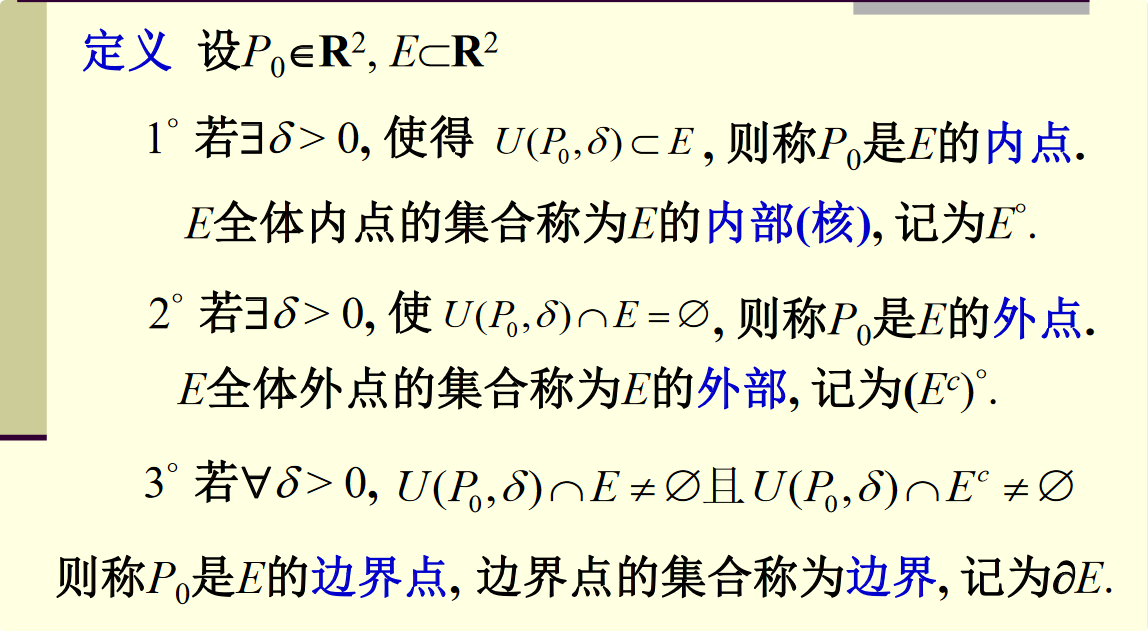 定义 设P₀∈R², E⊂R²
1° 若∃δ > 0, 使得 U(P₀,δ)⊂E, 则称P₀是E的内点.
E全体内点的集合称为E的内部(核), 记为E°.
2° 若∃δ > 0, 使 U(P₀,δ)∩E=∅, 则称P₀是E的外点.
E全体外点的集合称为E的外部, 记为(Eᶜ)°.
3° 若∀δ > 0, U(P₀,δ)∩E≠∅且U(P₀,δ)∩Eᶜ≠∅
则称P₀是E的边界点, 边界点的集合称为边界, 记为∂E.